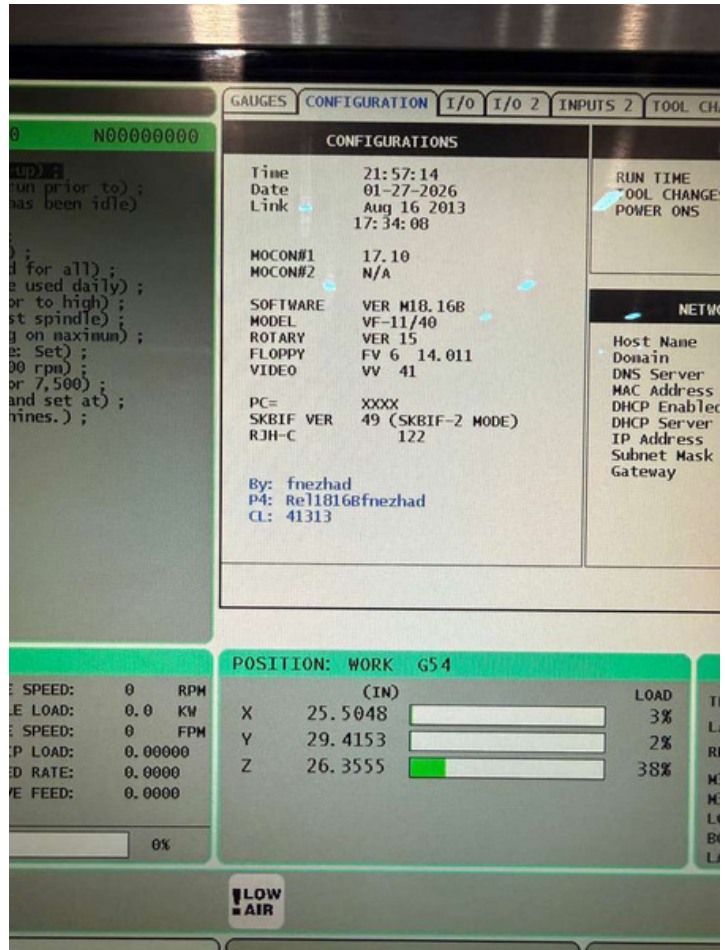 GAUGES CONFIGURATION I/O I/O 2 INPUTS 2 TOOL CH
0 N00000000
up) ;
run prior to) ;
has been idle)
) ;
d for all) ;
e used daily) ;
or to high) ;
st spindle) ;
g on maximum) ;
e: Set) ;
00 rpm) ;
or 7,500) ;
and set at) ;
hines.) ;
CONFIGURATIONS
Time 21:57:14
Date 01-27-2026
Link Aug 16 2013
17:34:08
MOCON#1 17.10
MOCON#2 N/A
SOFTWARE VER M18.16B
MODEL VF-11/40
ROTARY VER 15
FLOPPY FV 6 14.011
VIDEO VV 41
PC= XXXX
SKBIF VER 49 (SKBIF-2 MODE)
RJH-C 122
By: fnezhad
P4: Rel1816Bfnezhad
CL: 41313
RUN TIME
TOOL CHANGES
POWER ONS
NETWO
Host Name
Domain
DNS Server
MAC Address
DHCP Enabled
DHCP Server
IP Address
Subnet Mask
Gateway
E SPEED: 0 RPM
LE LOAD: 0.0 KW
E SPEED: 0 FPM
IP LOAD: 0.00000
ED RATE: 0.0000
VE FEED: 0.0000
0%
POSITION: WORK G54
(IN) LOAD
X 25.5048 3%
Y 29.4153 2%
Z 26.3555 38%
! LOW
AIR